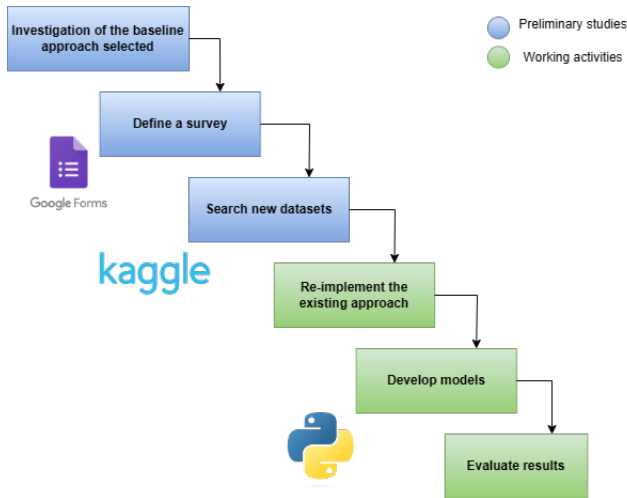 Investigation of the baseline
approach selected
Preliminary studies
Working activities
Define a survey
Google Forms
Search new datasets
kaggle
Re-implement the
existing approach
Develop models
Evaluate results